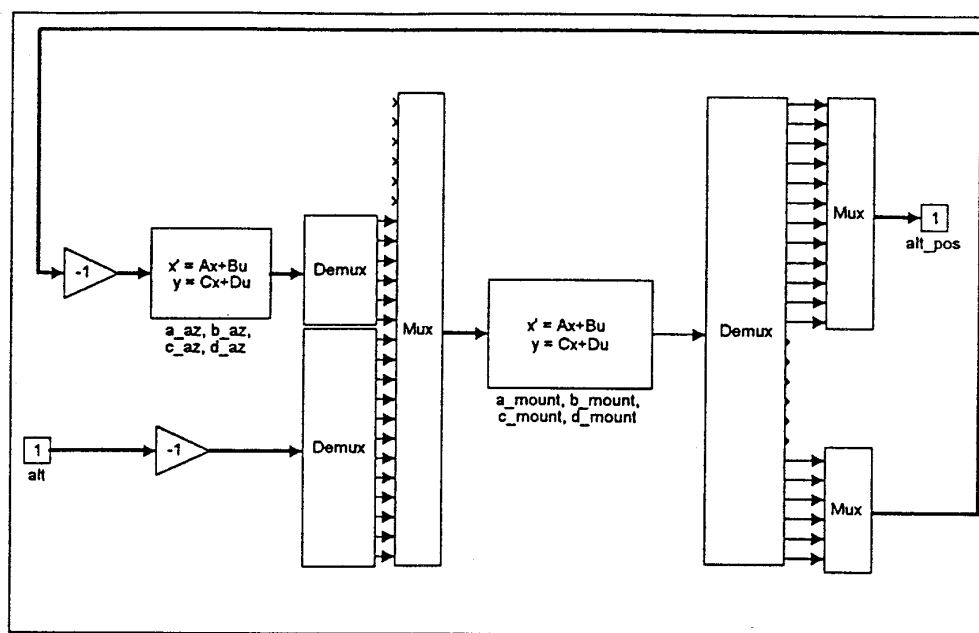 -1
x' = Ax+Bu
y = Cx+Du
a_az, b_az,
c_az, d_az
Demux
Mux
x' = Ax+Bu
y = Cx+Du
a_mount, b_mount,
c_mount, d_mount
Demux
Mux
1
alt_pos
1
alt
-1
Demux
Mux